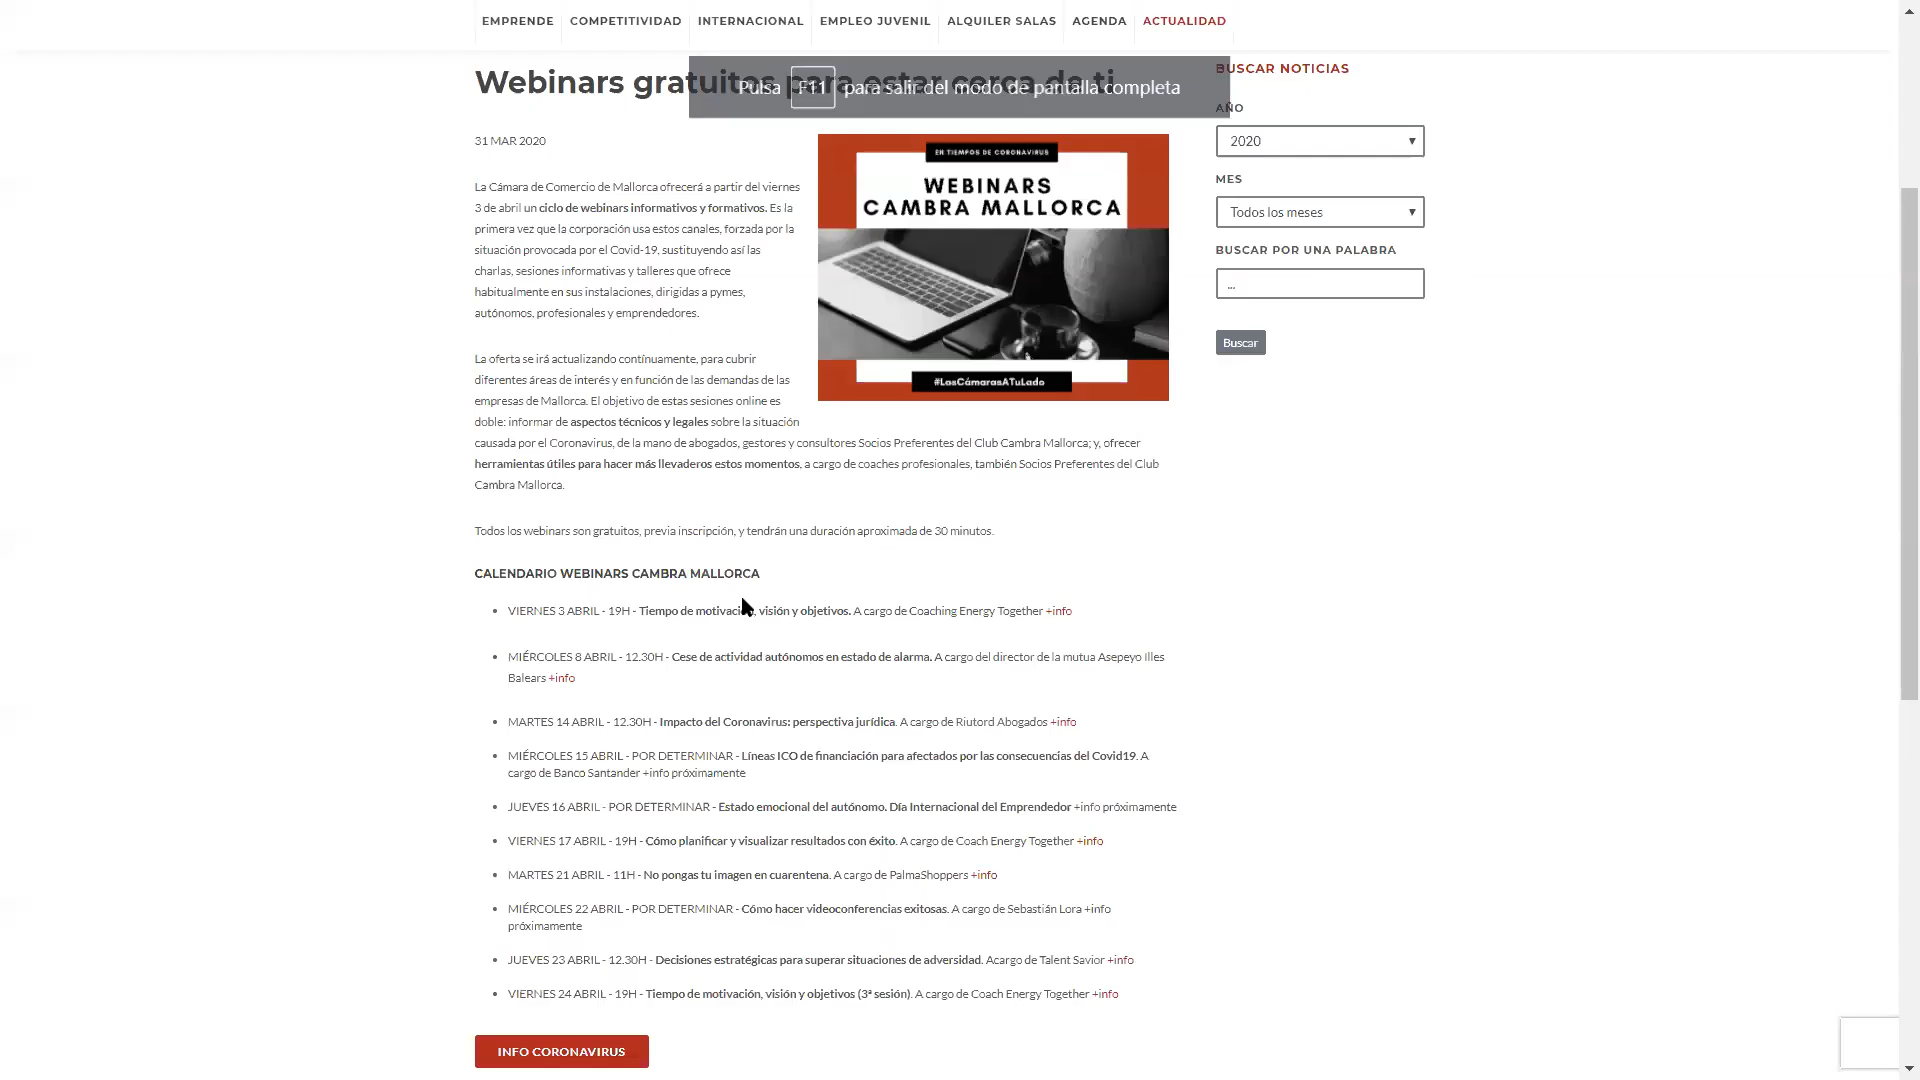 EMPRENDE COMPETITIVIDAD INTERNACIONAL EMPLEO JUVENIL ALQUILER SALAS AGENDA ACTUALIDAD
Webinars gratuitos para estar cerca de ti
Pulsa F11 para salir del modo de pantalla completa
31 MAR 2020
La Cámara de Comercio de Mallorca ofrecerá a partir del viernes
3 de abril un ciclo de webinars informativos y formativos. Es la
primera vez que la corporación usa estos canales, forzada por la
situación provocada por el Covid-19, sustituyendo así las
charlas, sesiones informativas y talleres que ofrece
habitualmente en sus instalaciones, dirigidas a pymes,
autónomos, profesionales y emprendedores.
EN TIEMPOS DE CORONAVIRUS
WEBINARS
CAMBRA MALLORCA
#LasCámarasATuLado
La oferta se irá actualizando contínuamente, para cubrir
diferentes áreas de interés y en función de las demandas de las
empresas de Mallorca. El objetivo de estas sesiones online es
doble: informar de aspectos técnicos y legales sobre la situación
causada por el Coronavirus, de la mano de abogados, gestores y consultores Socios Preferentes del Club Cambra Mallorca; y, ofrecer
herramientas útiles para hacer más llevaderos estos momentos, a cargo de coaches profesionales, también Socios Preferentes del Club
Cambra Mallorca.
Todos los webinars son gratuitos, previa inscripción, y tendrán una duración aproximada de 30 minutos.
CALENDARIO WEBINARS CAMBRA MALLORCA
VIERNES 3 ABRIL - 19H - Tiempo de motivación, visión y objetivos. A cargo de Coaching Energy Together +info
MIÉRCOLES 8 ABRIL - 12.30H - Cese de actividad autónomos en estado de alarma. A cargo del director de la mutua Asepeyo Illes
Balears +info
MARTES 14 ABRIL - 12.30H - Impacto del Coronavirus: perspectiva jurídica. A cargo de Riutord Abogados +info
MIÉRCOLES 15 ABRIL - POR DETERMINAR - Líneas ICO de financiación para afectados por las consecuencias del Covid19. A
cargo de Banco Santander +info próximamente
JUEVES 16 ABRIL - POR DETERMINAR - Estado emocional del autónomo. Día Internacional del Emprendedor +info próximamente
VIERNES 17 ABRIL - 19H - Cómo planificar y visualizar resultados con éxito. A cargo de Coach Energy Together +info
MARTES 21 ABRIL - 11H - No pongas tu imagen en cuarentena. A cargo de PalmaShoppers +info
MIÉRCOLES 22 ABRIL - POR DETERMINAR - Cómo hacer videoconferencias exitosas. A cargo de Sebastián Lora +info
próximamente
JUEVES 23 ABRIL - 12.30H - Decisiones estratégicas para superar situaciones de adversidad. Acargo de Talent Savior +info
VIERNES 24 ABRIL - 19H - Tiempo de motivación, visión y objetivos (3ª sesión). A cargo de Coach Energy Together +info
INFO CORONAVIRUS
BUSCAR NOTICIAS
AÑO
2020
MES
Todos los meses
BUSCAR POR UNA PALABRA
...
Buscar